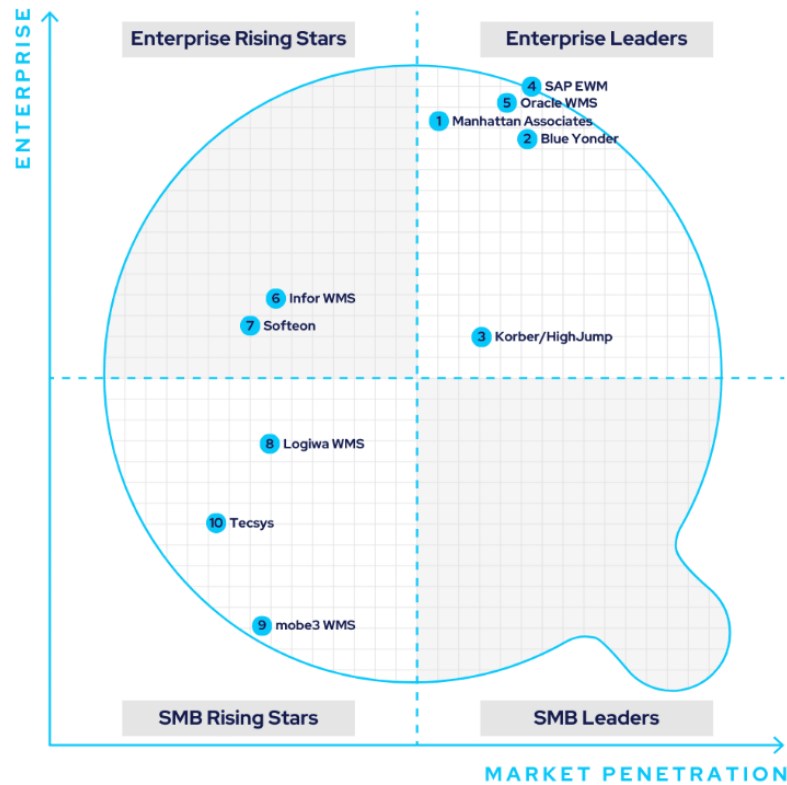 ENTERPRISE
Enterprise Rising Stars
Enterprise Leaders
4 SAP EWM
5 Oracle WMS
1 Manhattan Associates
2 Blue Yonder
6 Infor WMS
7 Softeon
3 Korber/HighJump
8 Logiwa WMS
10 Tecsys
9 mobe3 WMS
SMB Rising Stars
SMB Leaders
MARKET PENETRATION